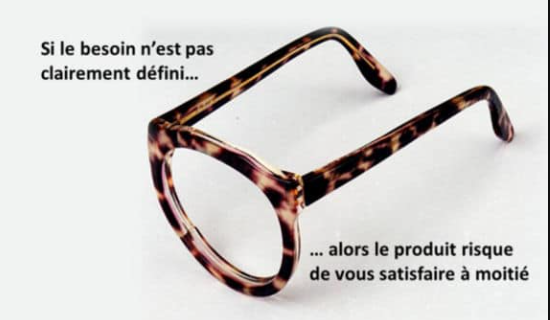 Si le besoin n'est pas
clairement défini...
... alors le produit risque
de vous satisfaire à moitié